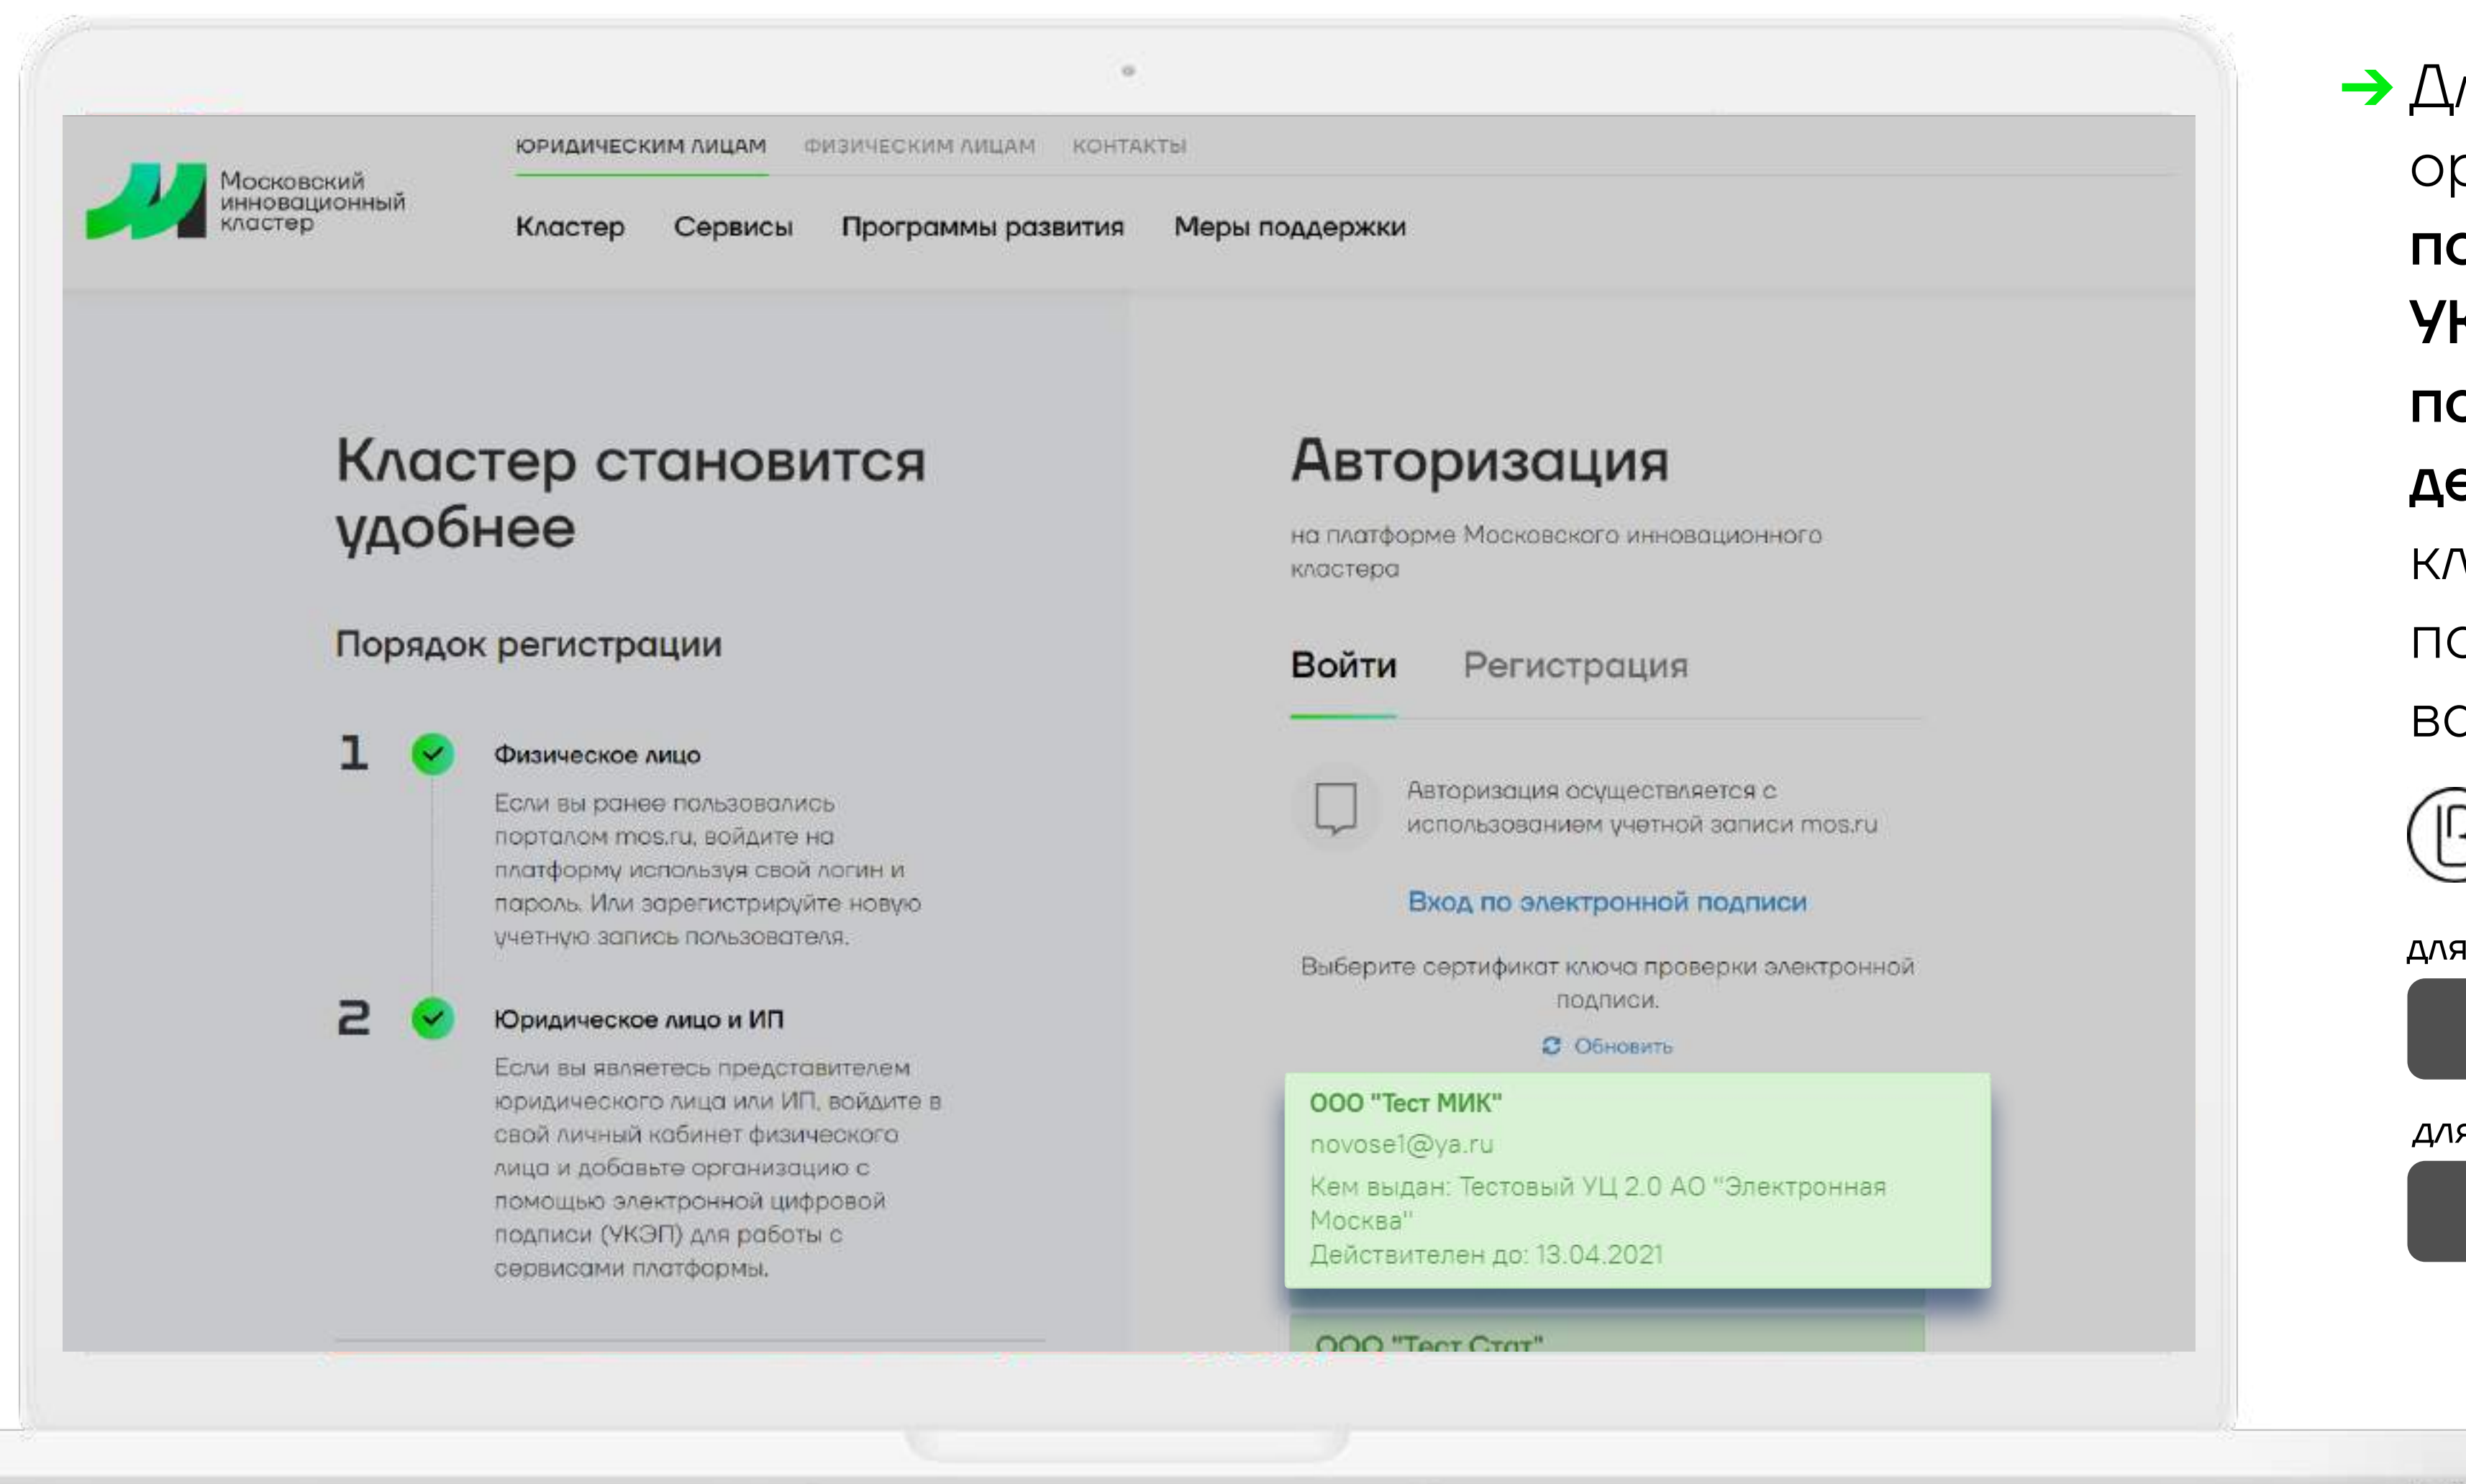 ЮРИДИЧЕСКИМ ЛИЦАМ ФИЗИЧЕСКИМ ЛИЦАМ КОНТАКТЫ
Московский
инновационный
кластер
Кластер Сервисы Программы развития Меры поддержки
Кластер становится
удобнее
Порядок регистрации
1 Физическое лицо
Если вы ранее пользовались
порталом mos.ru, войдите на
платформу используя свой логин и
пароль. Или зарегистрируйте новую
учетную запись пользователя.
2 Юридическое лицо и ИП
Если вы являетесь представителем
юридического лица или ИП, войдите в
свой личный кабинет физического
лица и добавьте организацию с
помощью электронной цифровой
подписи (УКЭП) для работы с
сервисами платформы.
Авторизация
на платформе Московского инновационного
кластера
Войти Регистрация
Авторизация осуществляется с
использованием учетной записи mos.ru
Вход по электронной подписи
Выберите сертификат ключа проверки электронной
подписи.
Обновить
ООО "Тест МИК"
novose1@ya.ru
Кем выдан: Тестовый УЦ 2.0 АО "Электронная
Москва"
Действителен до: 13.04.2021
ООО "Тест Стат"
для
для